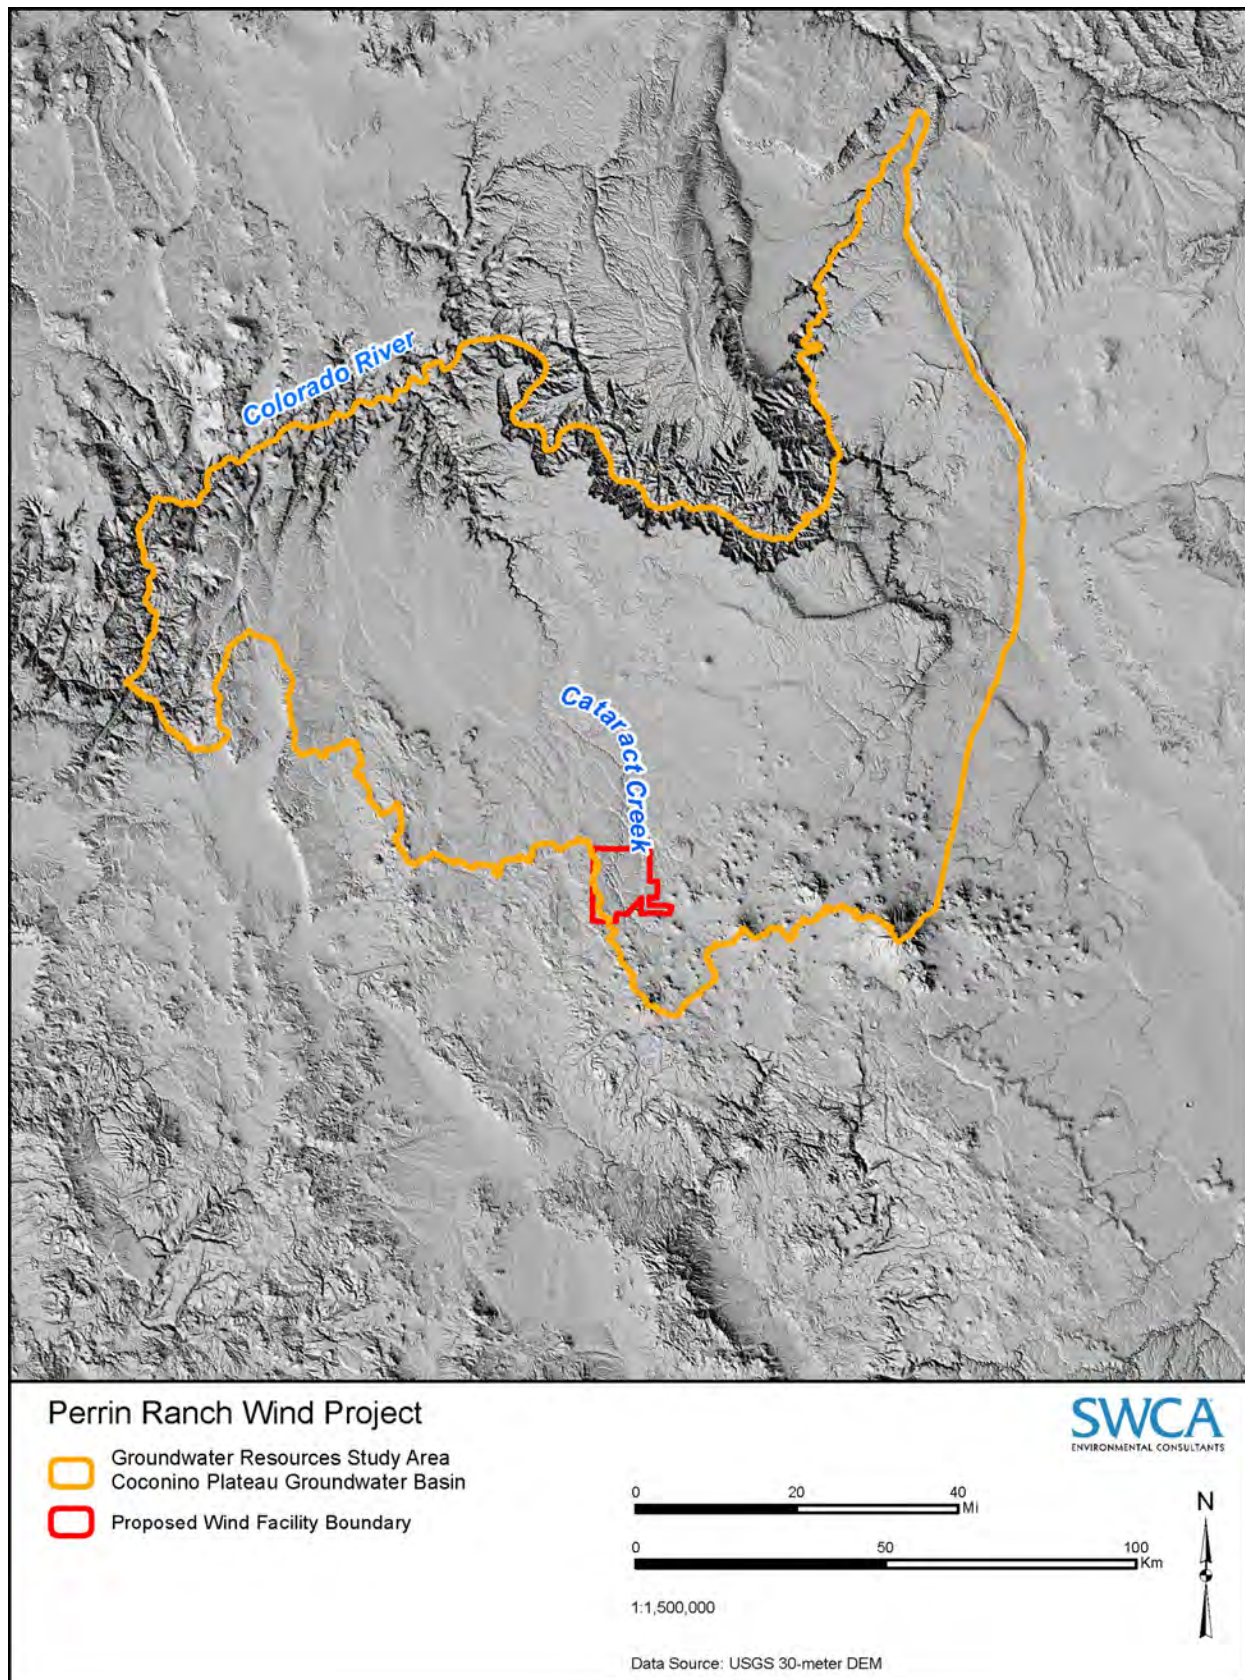 Colorado River
Cataract Creek
Perrin Ranch Wind Project
Groundwater Resources Study Area
Coconino Plateau Groundwater Basin
Proposed Wind Facility Boundary
SWCA
ENVIRONMENTAL CONSULTANTS
0 20 40
Mi
0 50 100
Km
1:1,500,000
Data Source: USGS 30-meter DEM
N